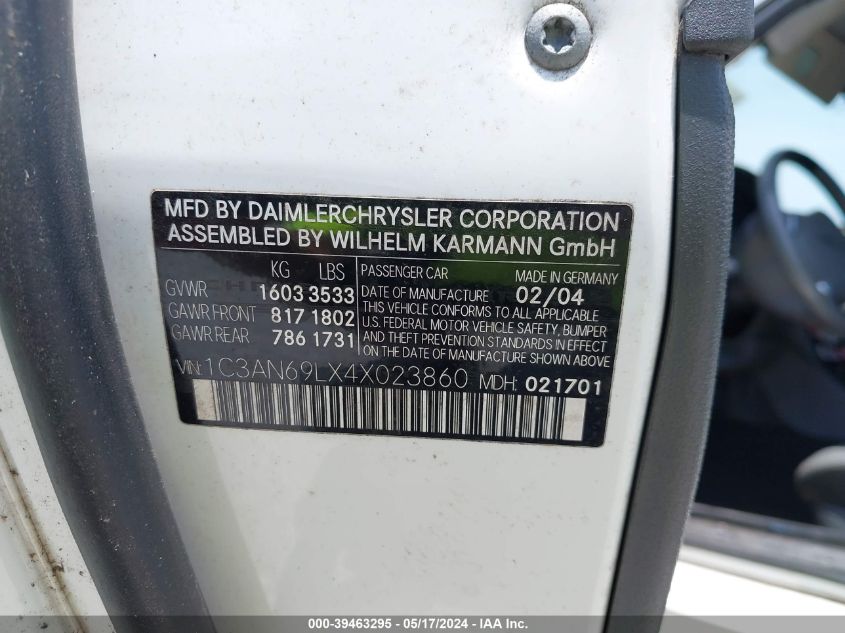 MFD BY DAIMLERCHRYSLER CORPORATION
ASSEMBLED BY WILHELM KARMANN GmbH
KG LBS
GVWR 1603 3533
GAWR FRONT 817 1802
GAWR REAR 786 1731
PASSENGER CAR MADE IN GERMANY
DATE OF MANUFACTURE 02/04
THIS VEHICLE CONFORMS TO ALL APPLICABLE
U.S. FEDERAL MOTOR VEHICLE SAFETY, BUMPER
AND THEFT PREVENTION STANDARDS IN EFFECT
ON THE DATE OF MANUFACTURE SHOWN ABOVE
VIN: 1C3AN69LX4X023860 MDH: 021701
000-39463295 - 05/17/2024 - IAA Inc.